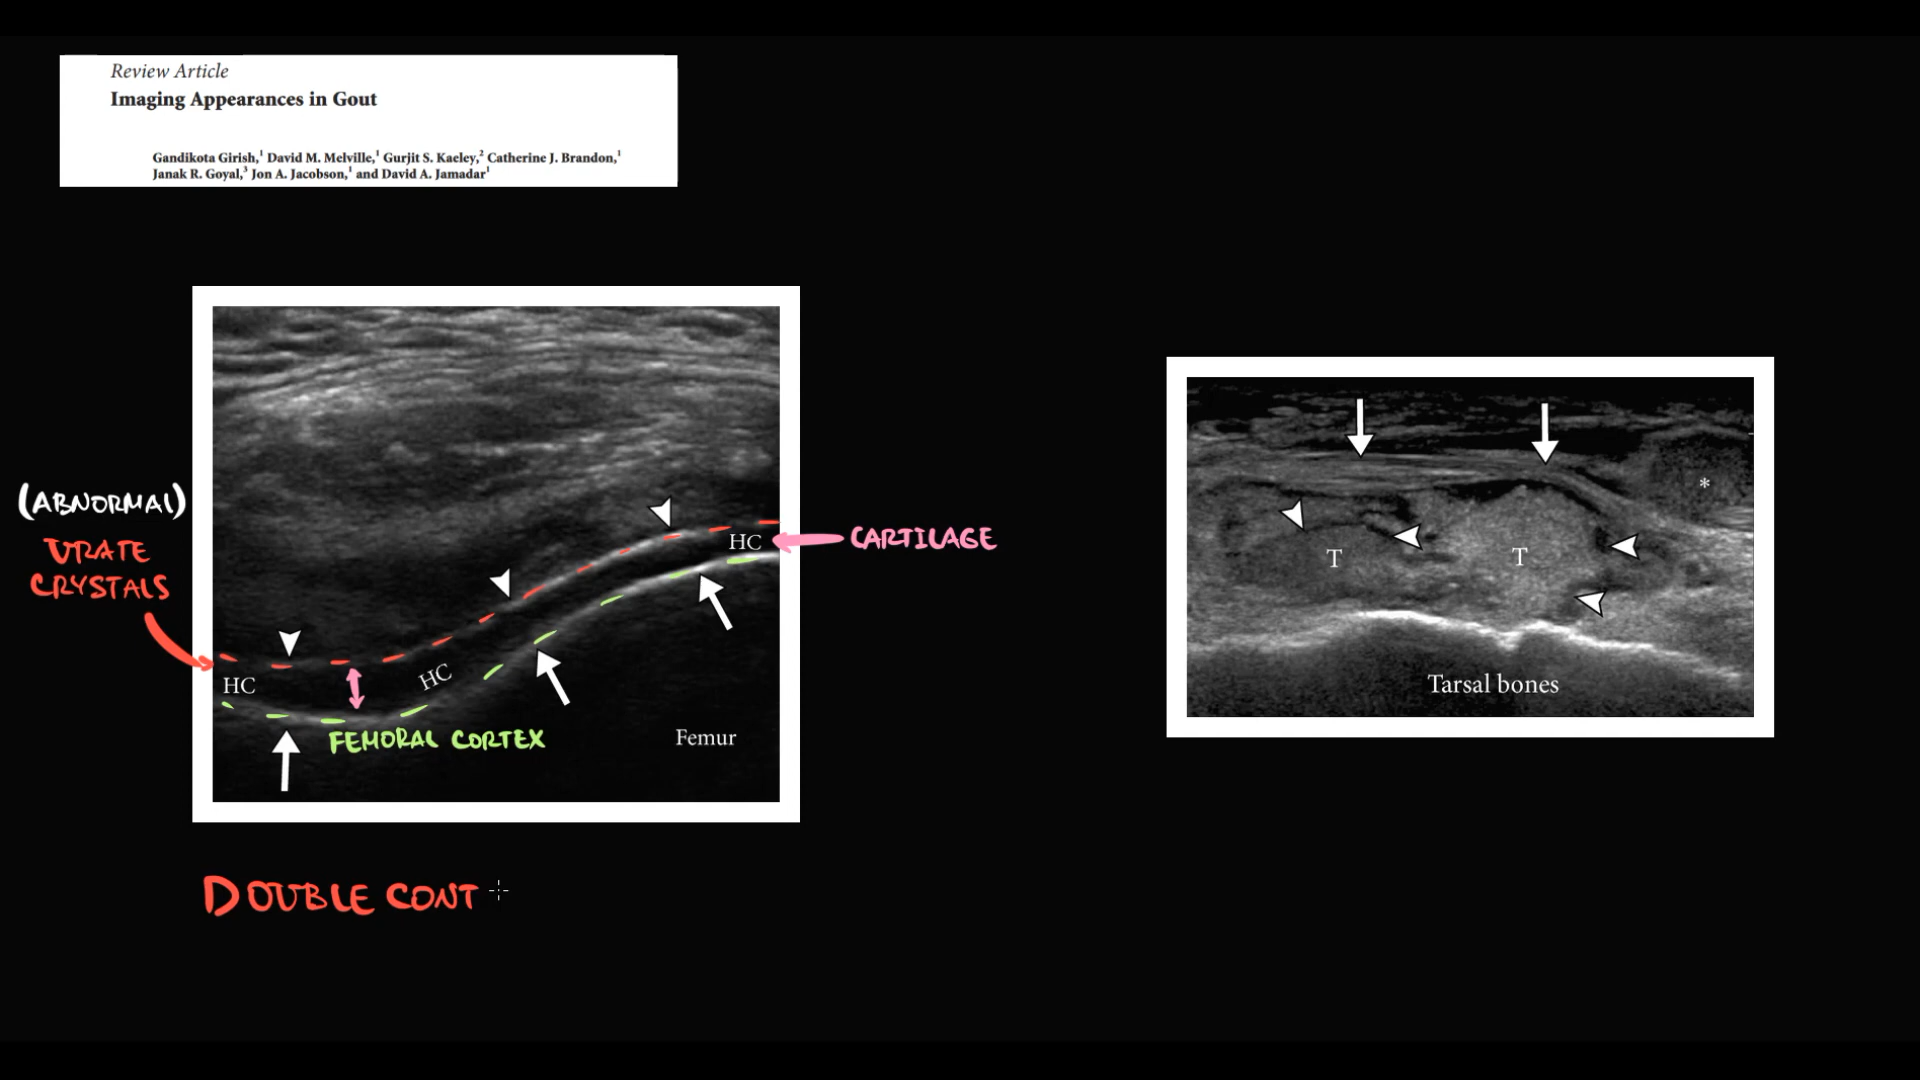 Review Article
Imaging Appearances in Gout
Gandikota Girish,¹ David M. Melville,¹ Gurjit S. Kaeley,² Catherine J. Brandon,¹
Janak R. Goyal,³ Jon A. Jacobson,¹ and David A. Jamadar¹
(ABNORMAL)
URATE
CRYSTALS
HC
CARTILAGE
HC
HC
FEMORAL CORTEX
Femur
*
T
T
Tarsal bones
DOUBLE CONT